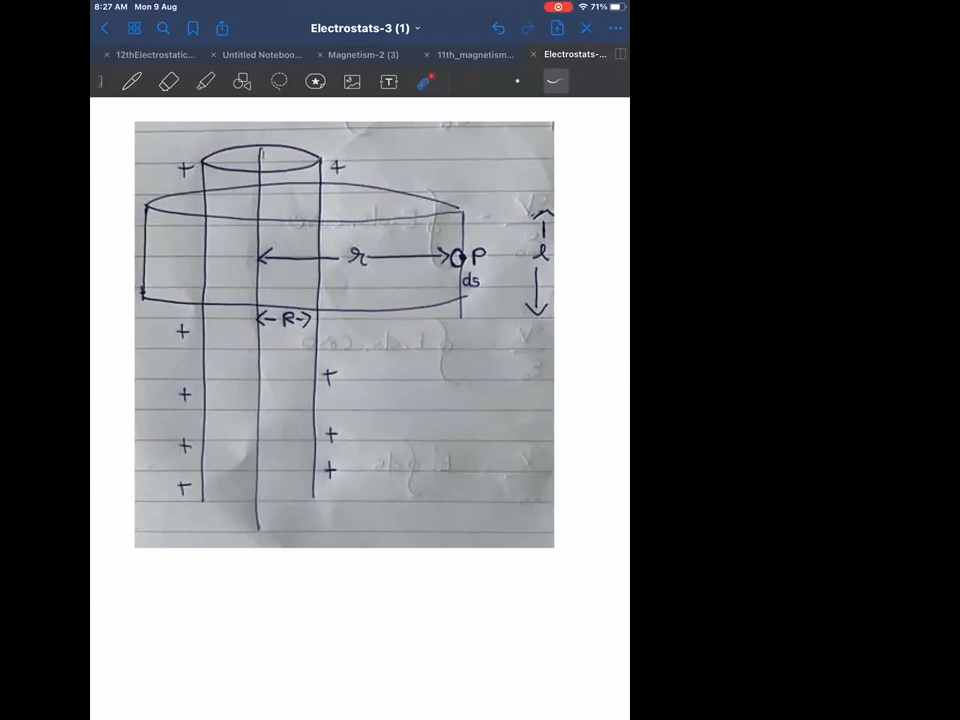 8:27 AM Mon 9 Aug
71%
Electrostats-3 (1)
12thElectrostatic...
Untitled Noteboo...
Magnetism-2 (3)
11th_magnetism...
Electrostats-...
+ +
r
P
ds
l
R
+
+
+
+
+
+
+